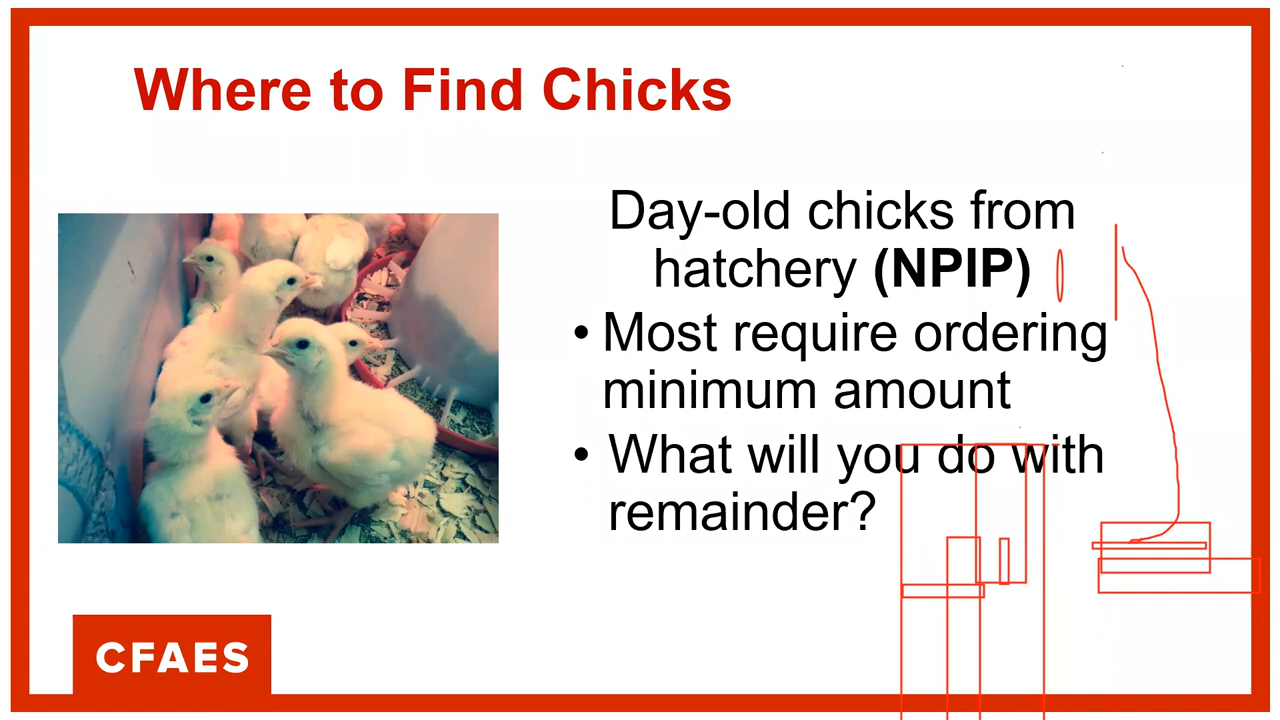 Where to Find Chicks
Day-old chicks from
hatchery (NPIP)
• Most require ordering
minimum amount
• What will you do with
remainder?
CFAES